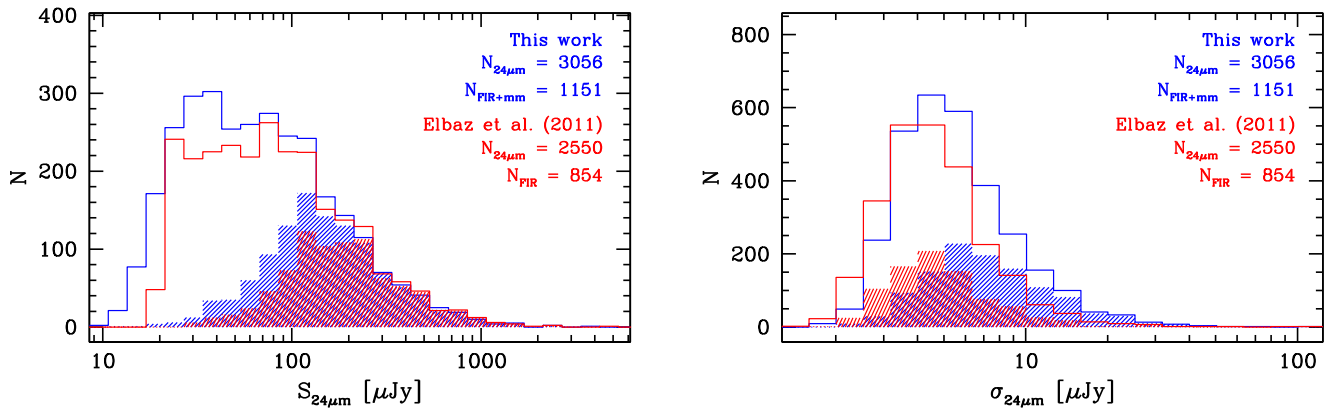 400
300
200
100
0
N
10
100
1000
S24μm [μJy]
This work
N24μm = 3056
NFIR+mm = 1151
Elbaz et al. (2011)
N24μm = 2550
NFIR = 854
800
600
400
200
0
N
10
100
σ24μm [μJy]
This work
N24μm = 3056
NFIR+mm = 1151
Elbaz et al. (2011)
N24μm = 2550
NFIR = 854